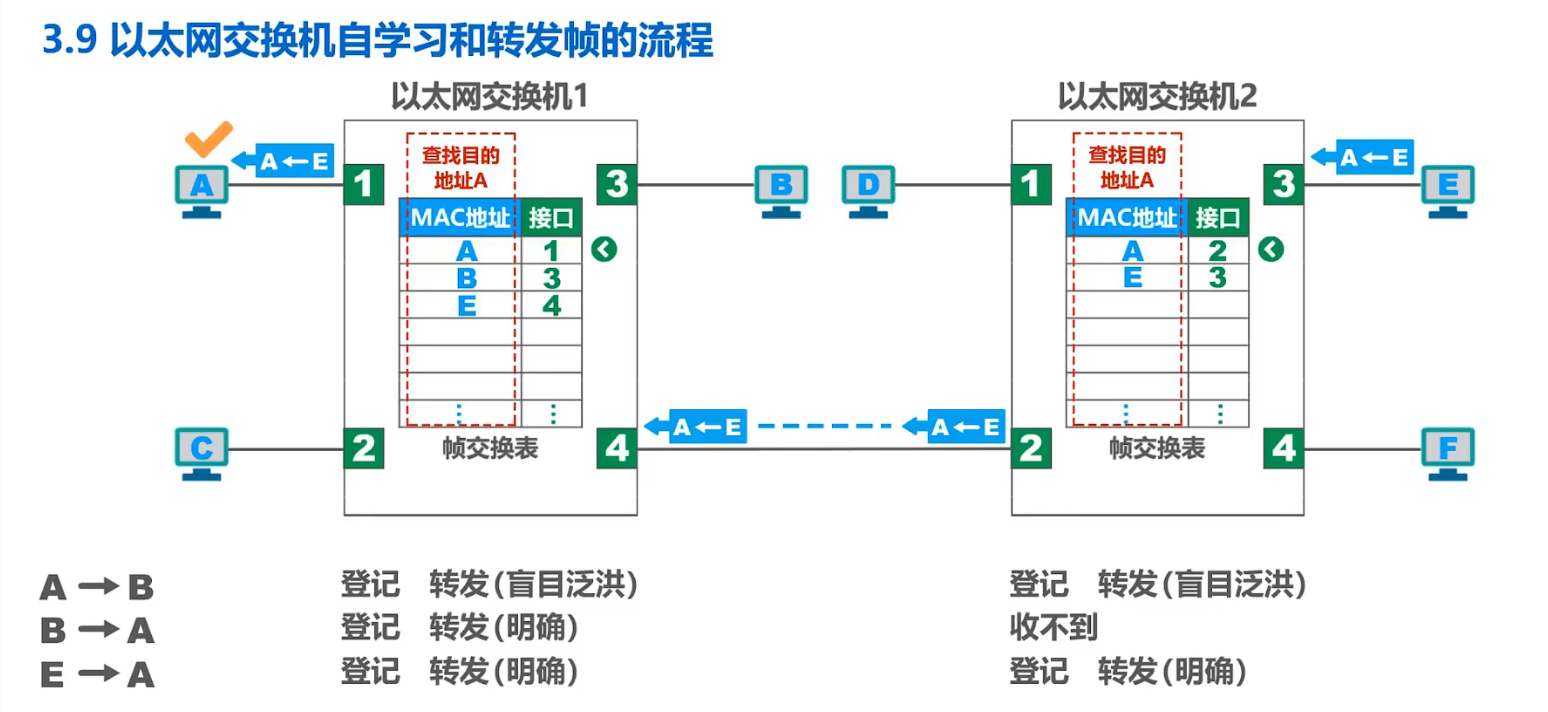 3.9 以太网交换机自学习和转发帧的流程
以太网交换机1
以太网交换机2
A
A←E
1
查找目的
地址A
3
B
D
1
查找目的
地址A
3
A←E
E
MAC地址 接口
A 1
B 3
E 4
⋮ ⋮
帧交换表
MAC地址 接口
A 2
E 3
⋮ ⋮
帧交换表
C
2
4
A←E
A←E
2
4
F
A→B 登记 转发(盲目泛洪) 登记 转发(盲目泛洪)
B→A 登记 转发(明确) 收不到
E→A 登记 转发(明确) 登记 转发(明确)